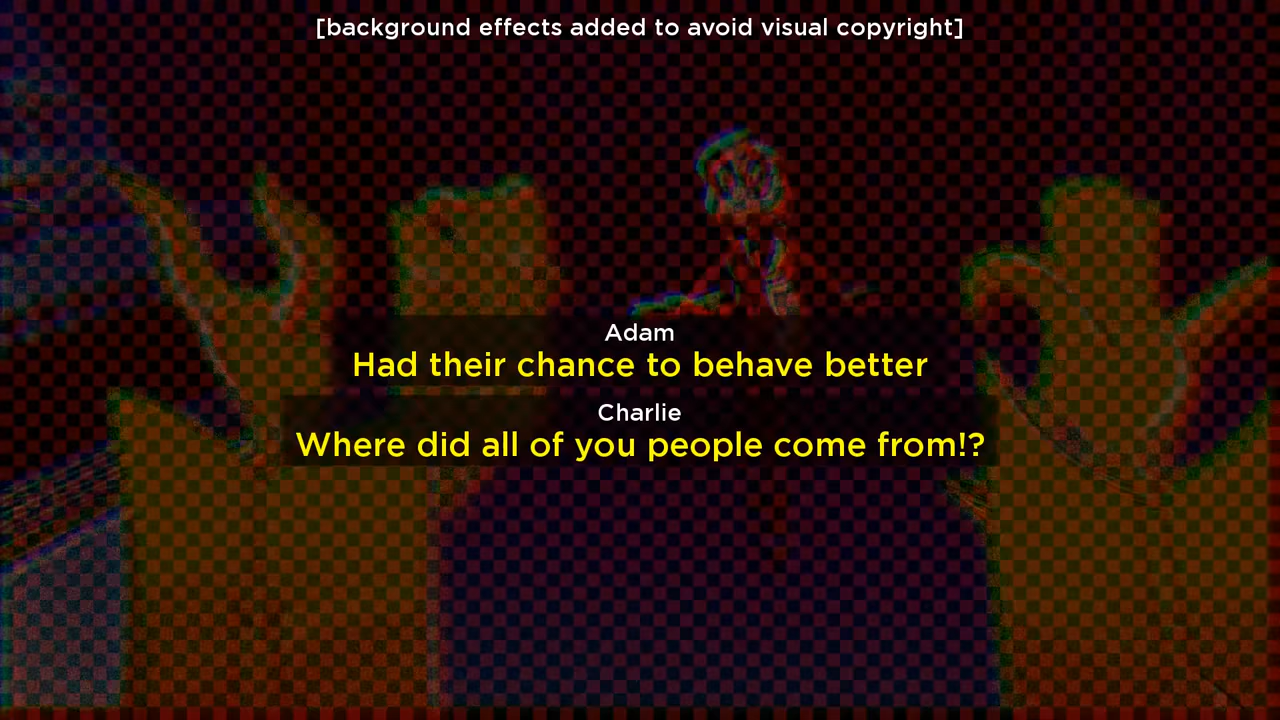 [background effects added to avoid visual copyright]
Adam
Had their chance to behave better
Charlie
Where did all of you people come from!?